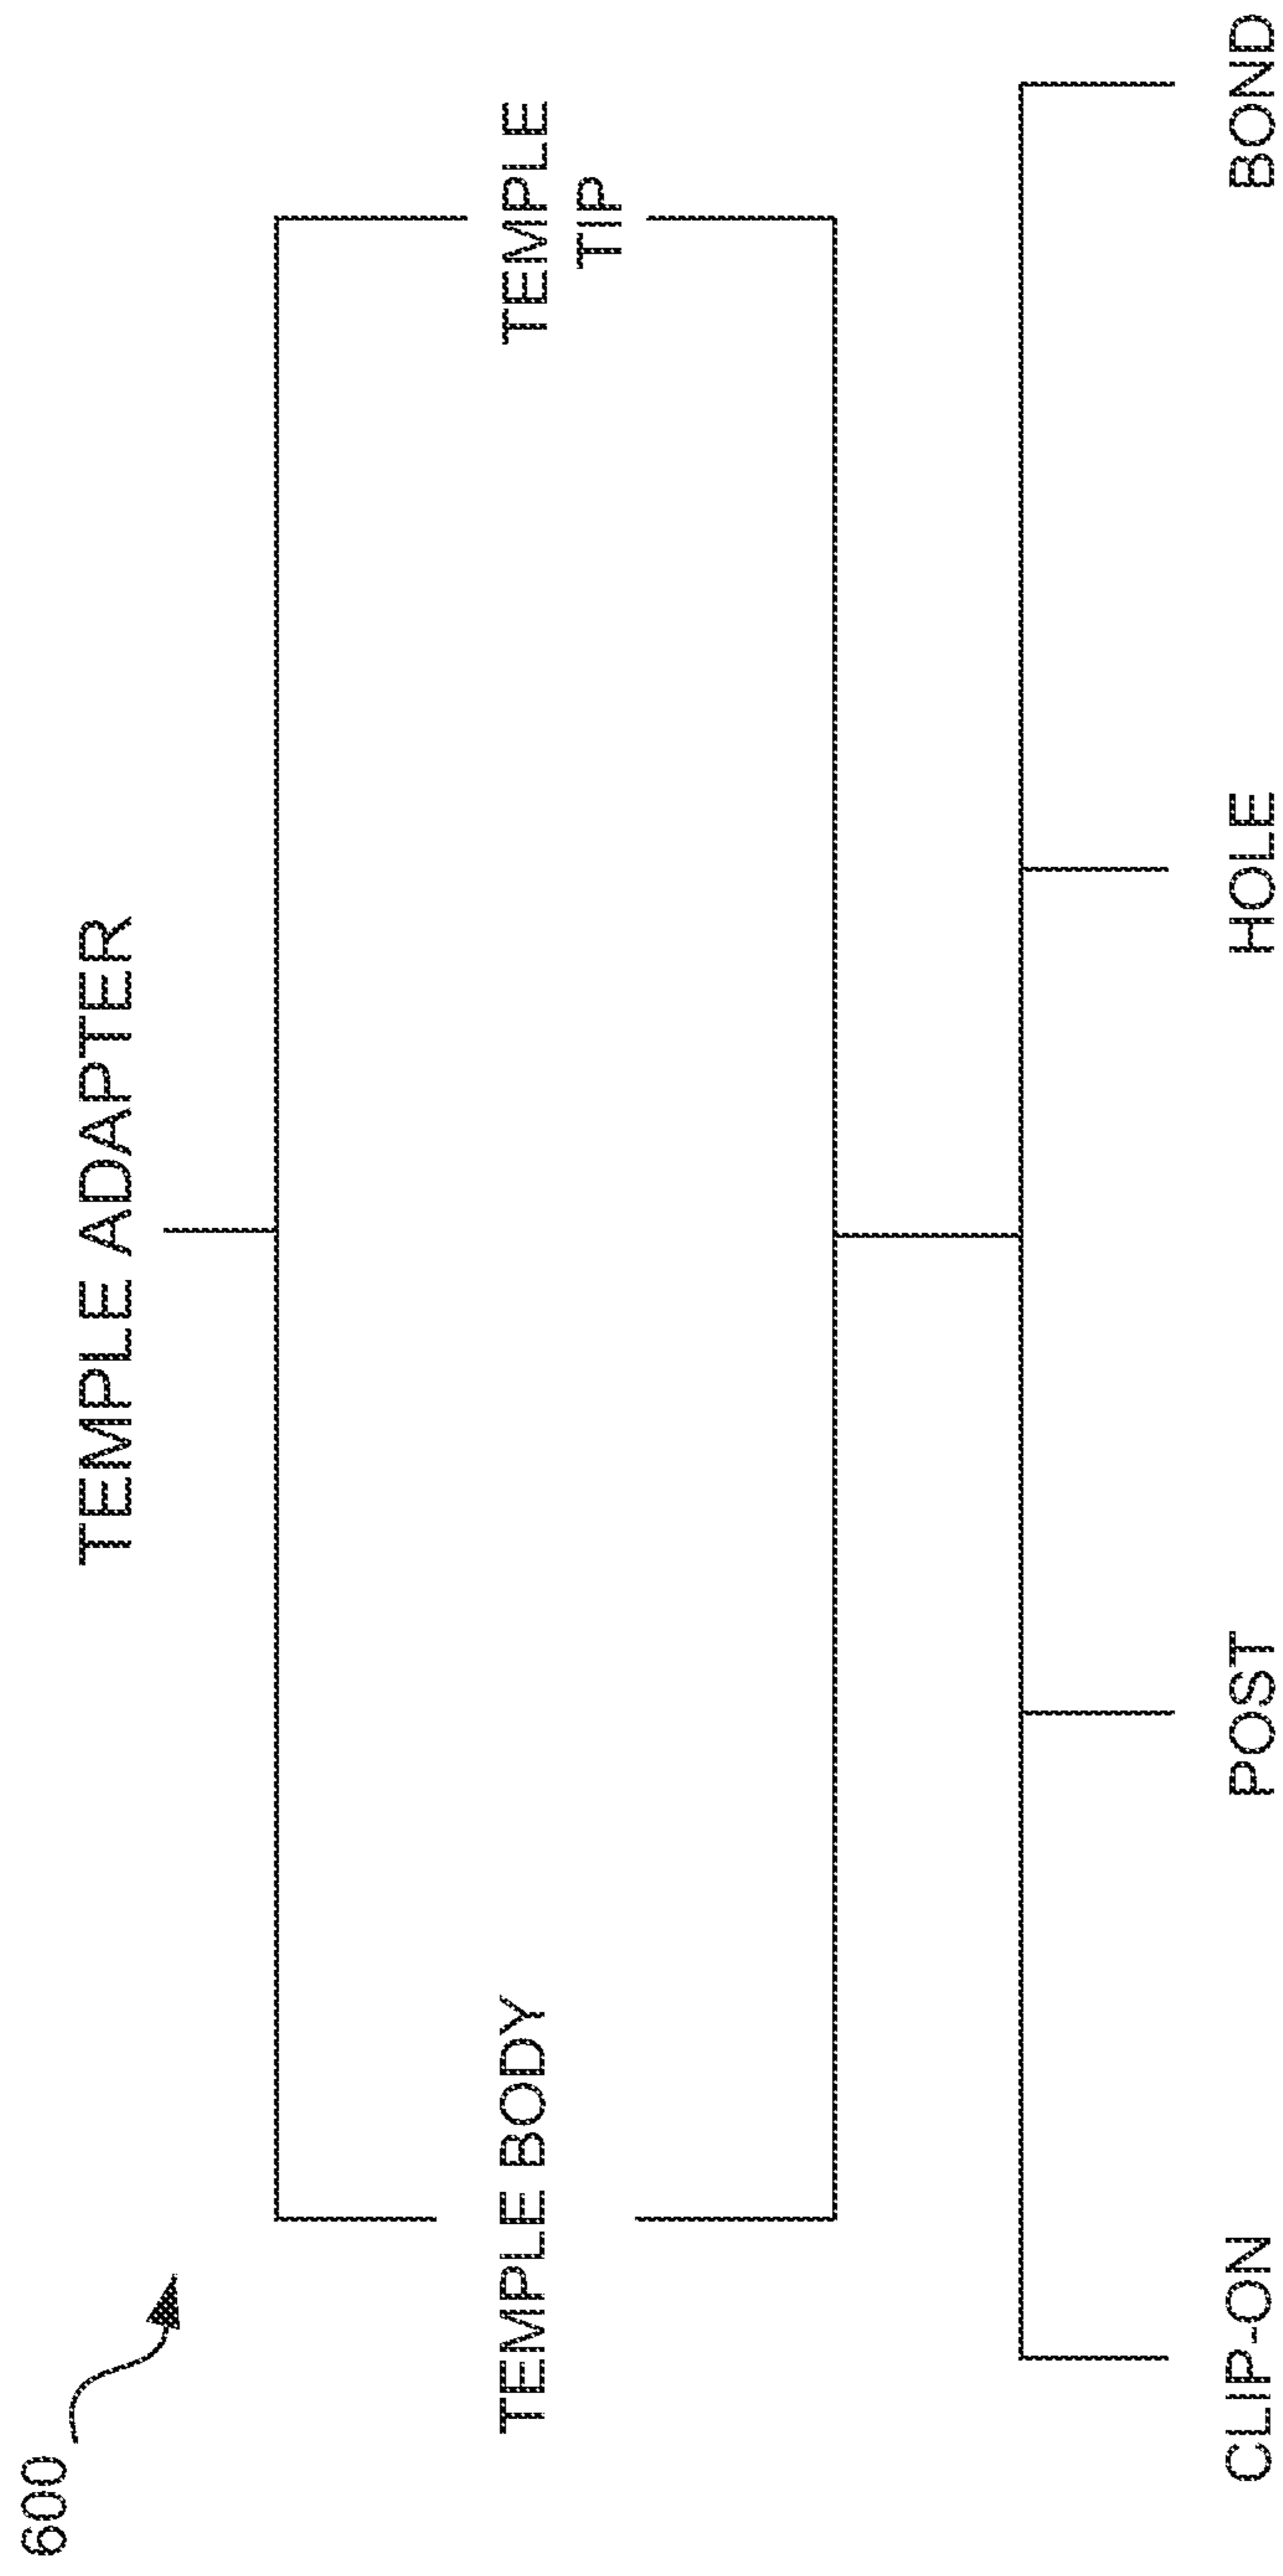 600
TEMPLE ADAPTER
TEMPLE BODY
TEMPLE
TIP
CLIP-ON
POST
HOLE
BOND